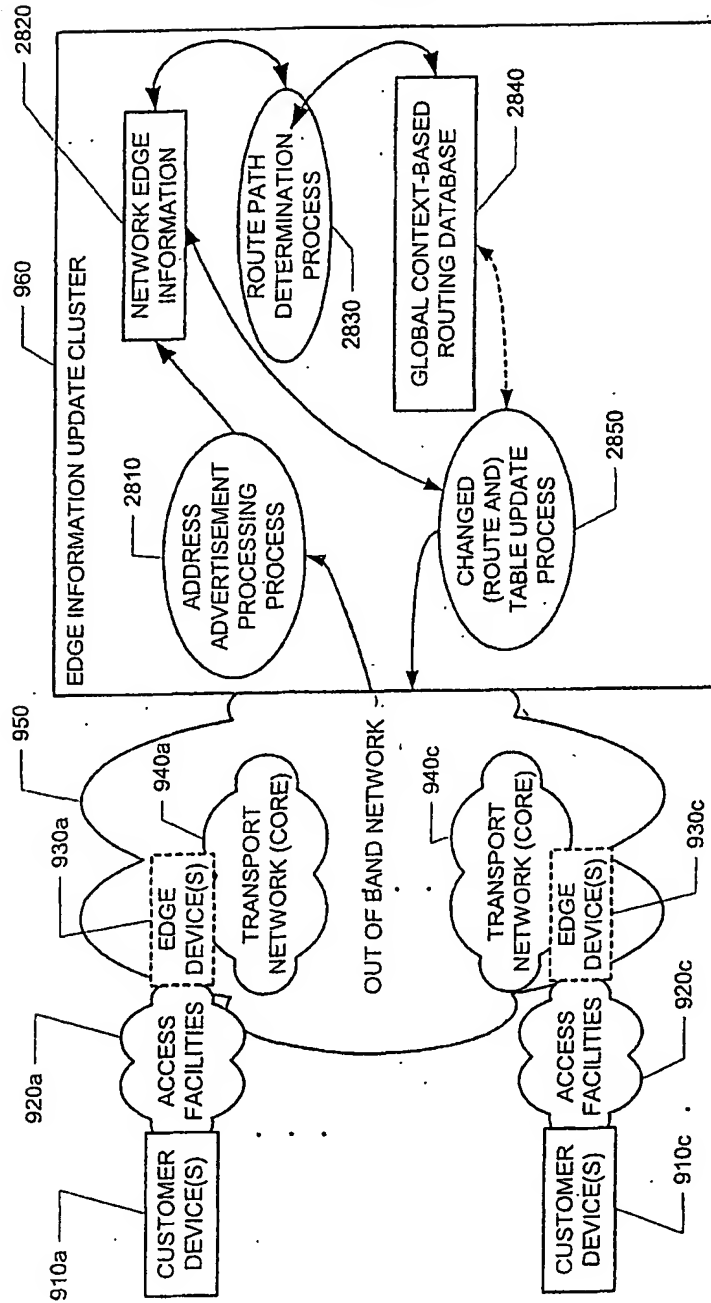 910a
CUSTOMER
DEVICE(S)
920a
ACCESS
FACILITIES
930a
EDGE
DEVICE(S)
940a
TRANSPORT
NETWORK (CORE)
950
OUT OF BAND NETWORK
940c
TRANSPORT
NETWORK (CORE)
930c
EDGE
DEVICE(S)
920c
ACCESS
FACILITIES
910c
CUSTOMER
DEVICE(S)
960
EDGE INFORMATION UPDATE CLUSTER
2810
ADDRESS
ADVERTISEMENT
PROCESSING
PROCESS
2820
NETWORK EDGE
INFORMATION
ROUTE PATH
DETERMINATION
PROCESS
2830
GLOBAL CONTEXT-BASED
ROUTING DATABASE
2840
CHANGED
(ROUTE AND)
TABLE UPDATE
PROCESS
2850